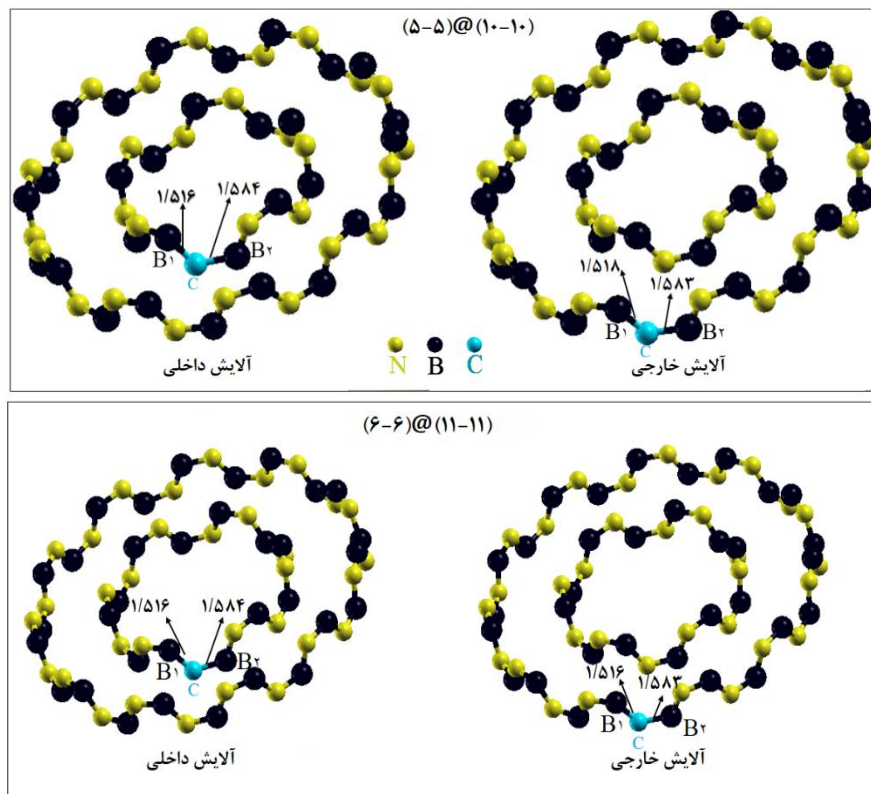 (۵-۵)@(۱۰-۱۰)
۱/۵۱۶
۱/۵۸۴
B۱
B۲
C
آلایش داخلی
۱/۵۱۸
۱/۵۸۳
B۱
B۲
C
آلایش خارجی
N B C
(۶-۶)@(۱۱-۱۱)
۱/۵۱۶
۱/۵۸۴
B۱
B۲
C
آلایش داخلی
۱/۵۱۶
۱/۵۸۳
B۱
B۲
C
آلایش خارجی